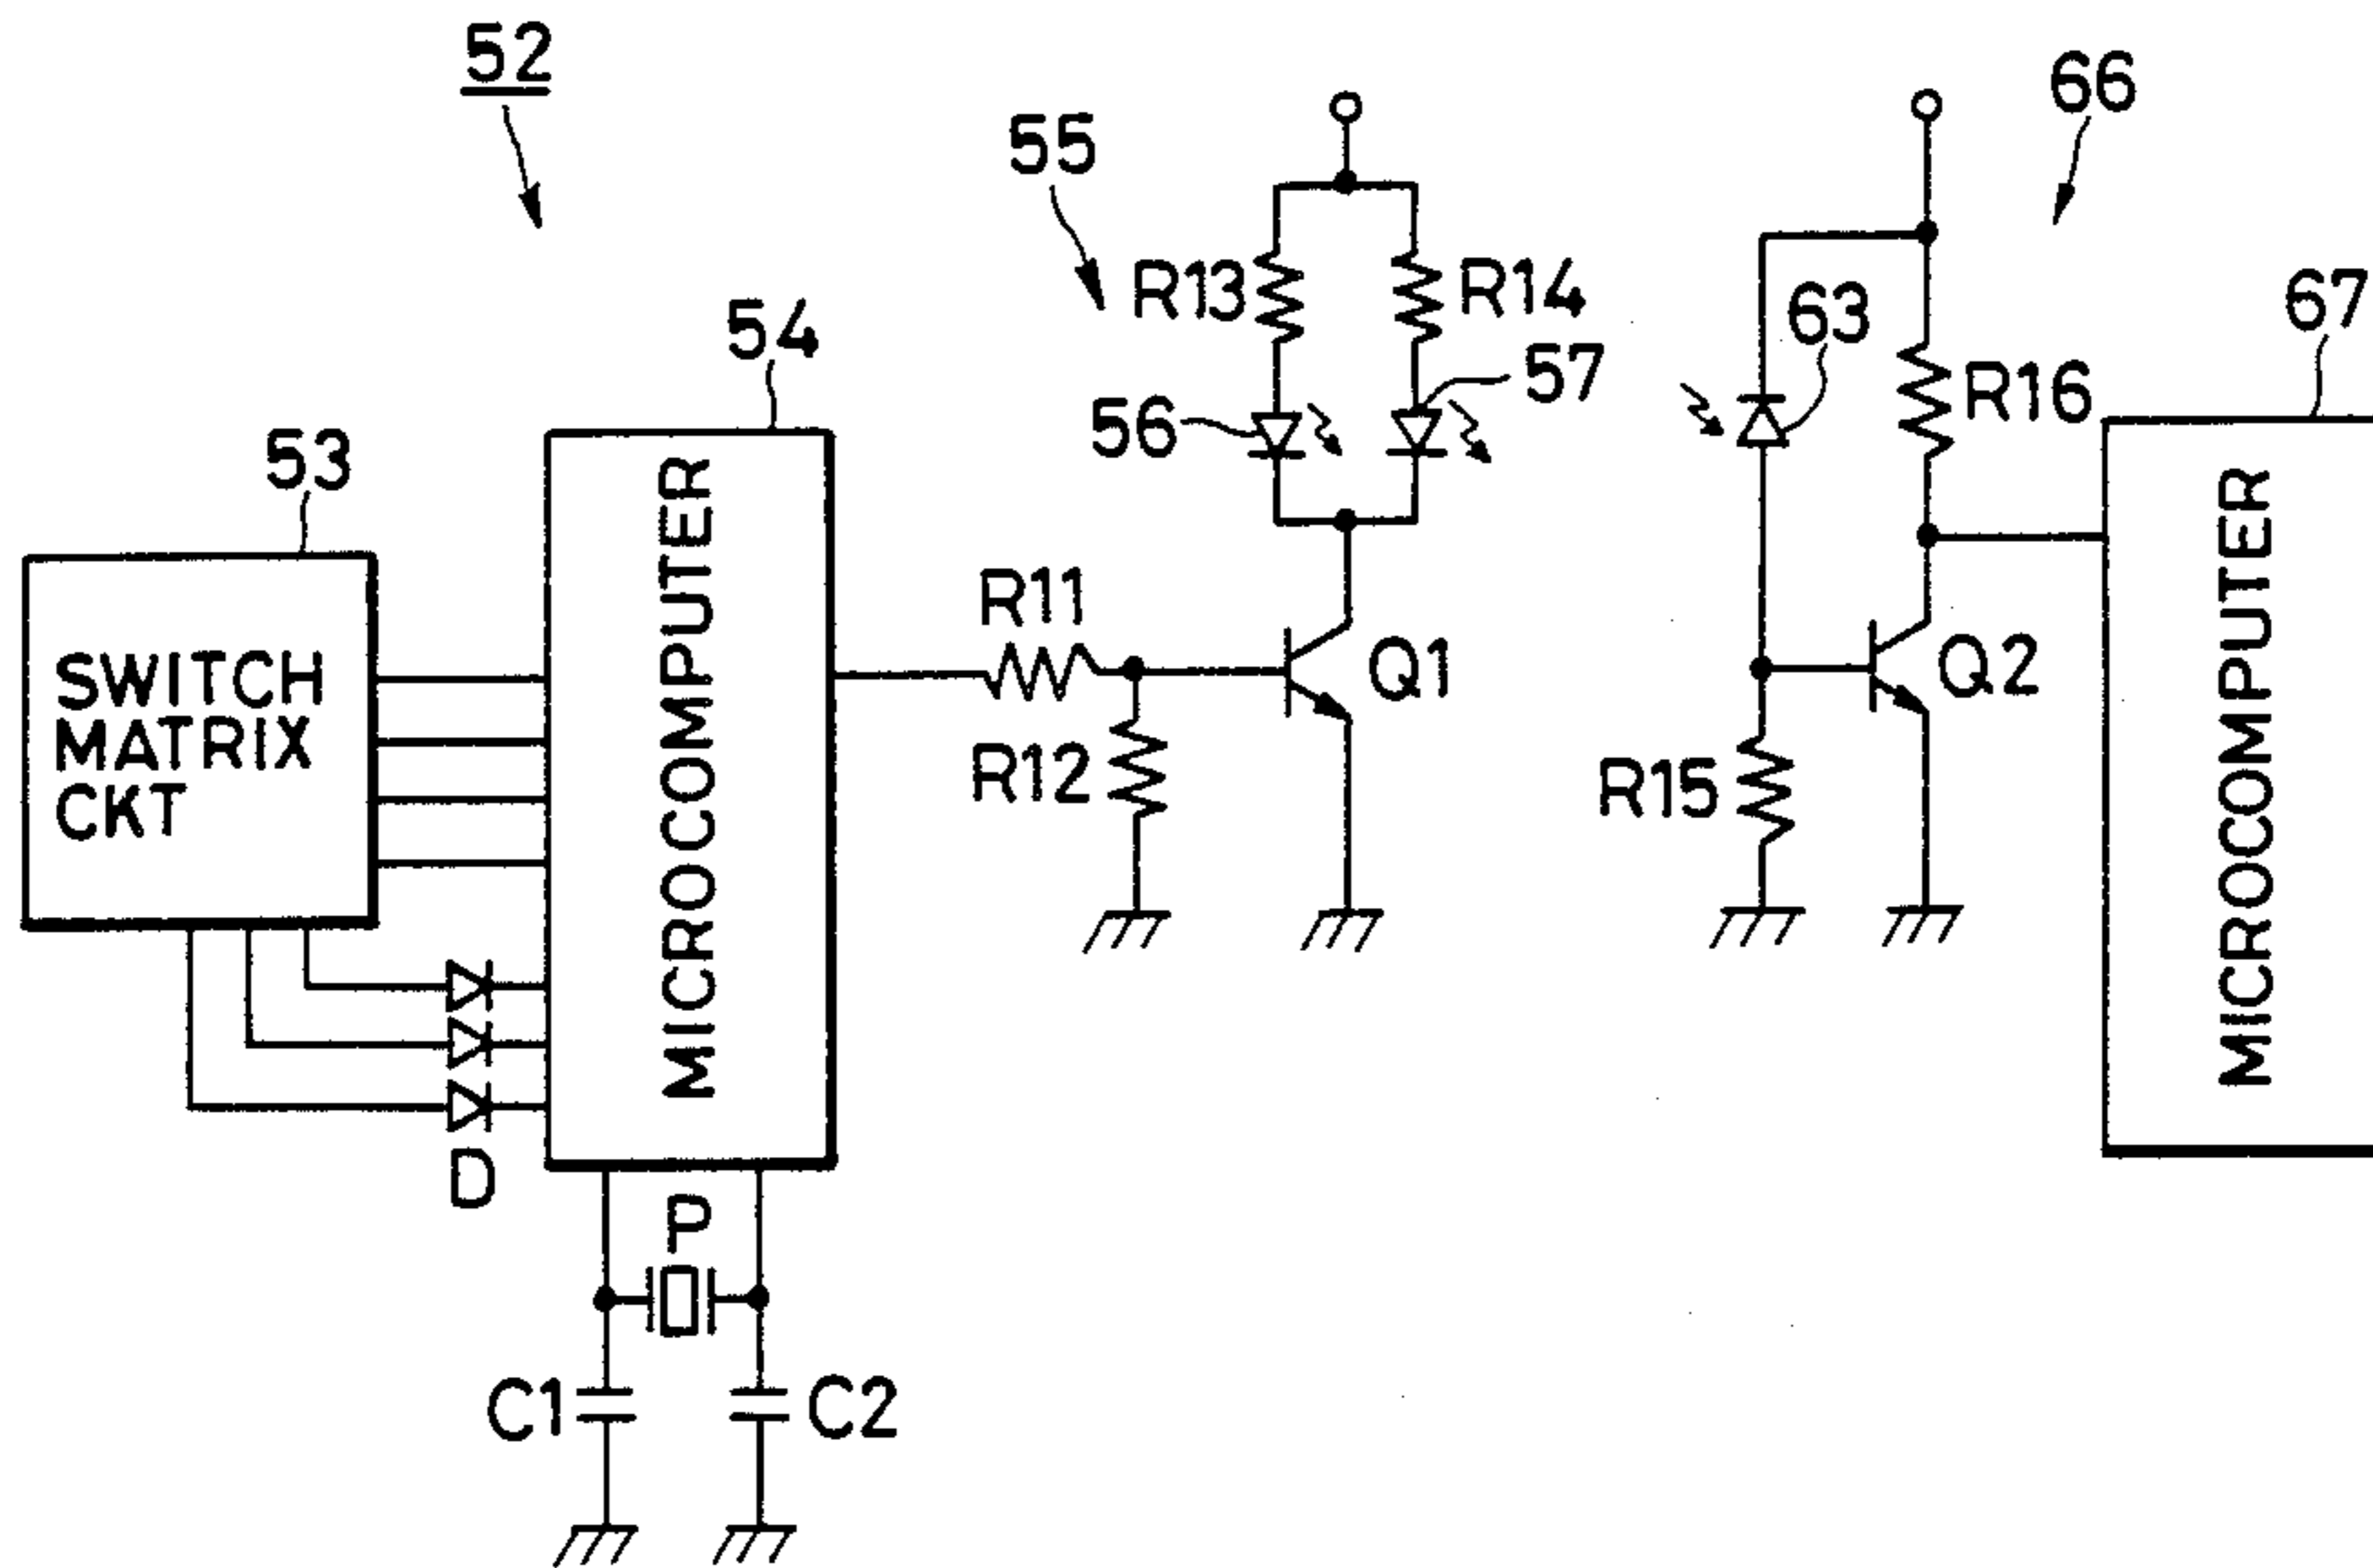 52
66
55
R13
R14
67
63
54
57
R16
56
53
R11
SWITCH
MATRIX
CKT
MICROCOMPUTER
Q1
Q2
MICROCOMPUTER
R12
R15
D
P
C1
C2